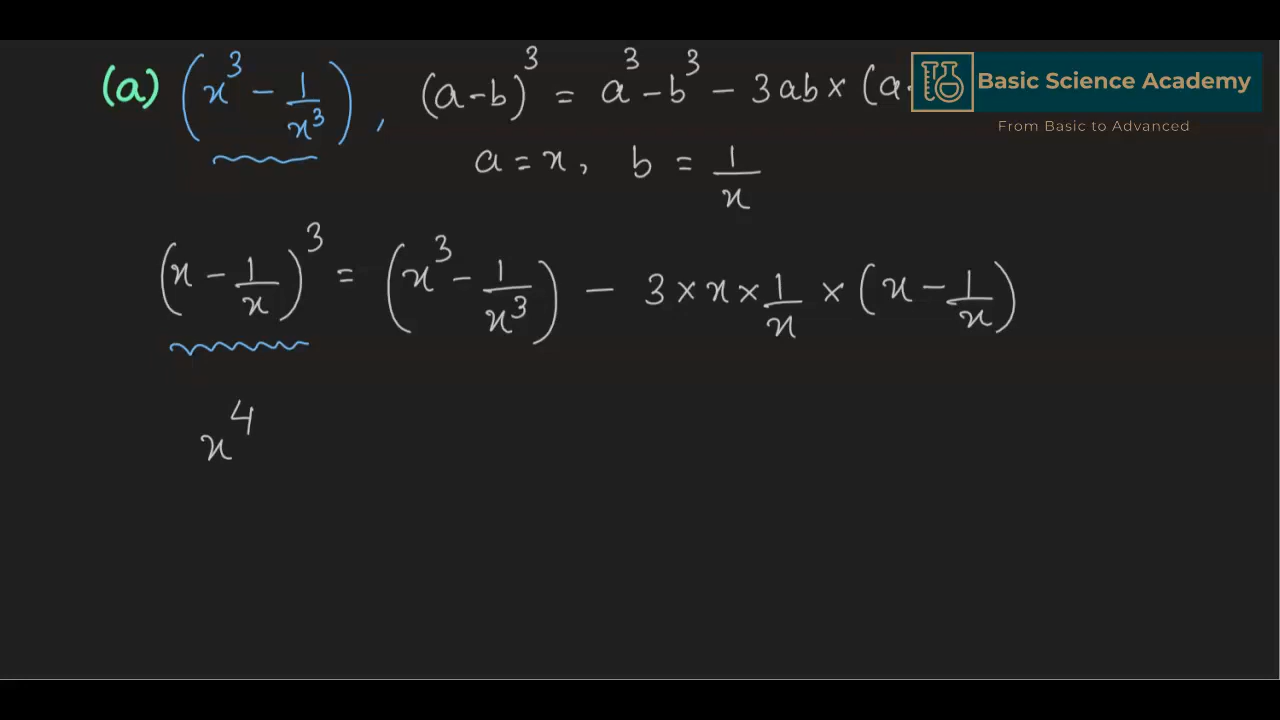 (a) (x³ - 1/x³), (a-b)³ = a³ - b³ - 3ab × (a
Basic Science Academy
From Basic to Advanced
a = x, b = 1/x
(x - 1/x)³ = (x³ - 1/x³) - 3 × x × 1/x × (x - 1/x)
x⁴